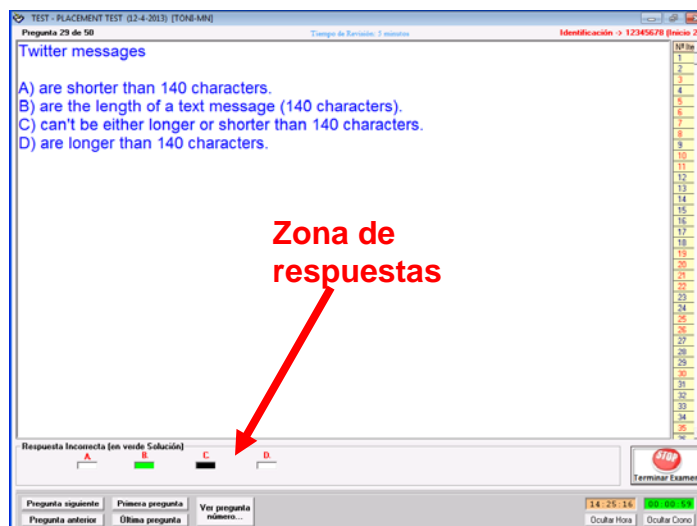 TEST - PLACEMENT TEST (12-4-2013) [TONI-MN]
Pregunta 29 de 50
Tiempo de Revisión: 5 minutos
Identificación -> 12345678 (Inicio 2
Twitter messages
A) are shorter than 140 characters.
B) are the length of a text message (140 characters).
C) can't be either longer or shorter than 140 characters.
D) are longer than 140 characters.
Nº Ite
1
2
3
4
5
6
7
8
9
10
11
12
13
14
15
16
17
18
19
20
21
22
23
24
25
26
27
28
29
30
31
32
33
34
35
Zona de
respuestas
Respuesta Incorrecta (en verde Solución)
A. B. C. D.
STOP
Terminar Examen
Pregunta siguiente
Primera pregunta
Ver pregunta
número...
Pregunta anterior
Última pregunta
14:25:16
00:00:59
Ocultar Hora
Ocultar Crono